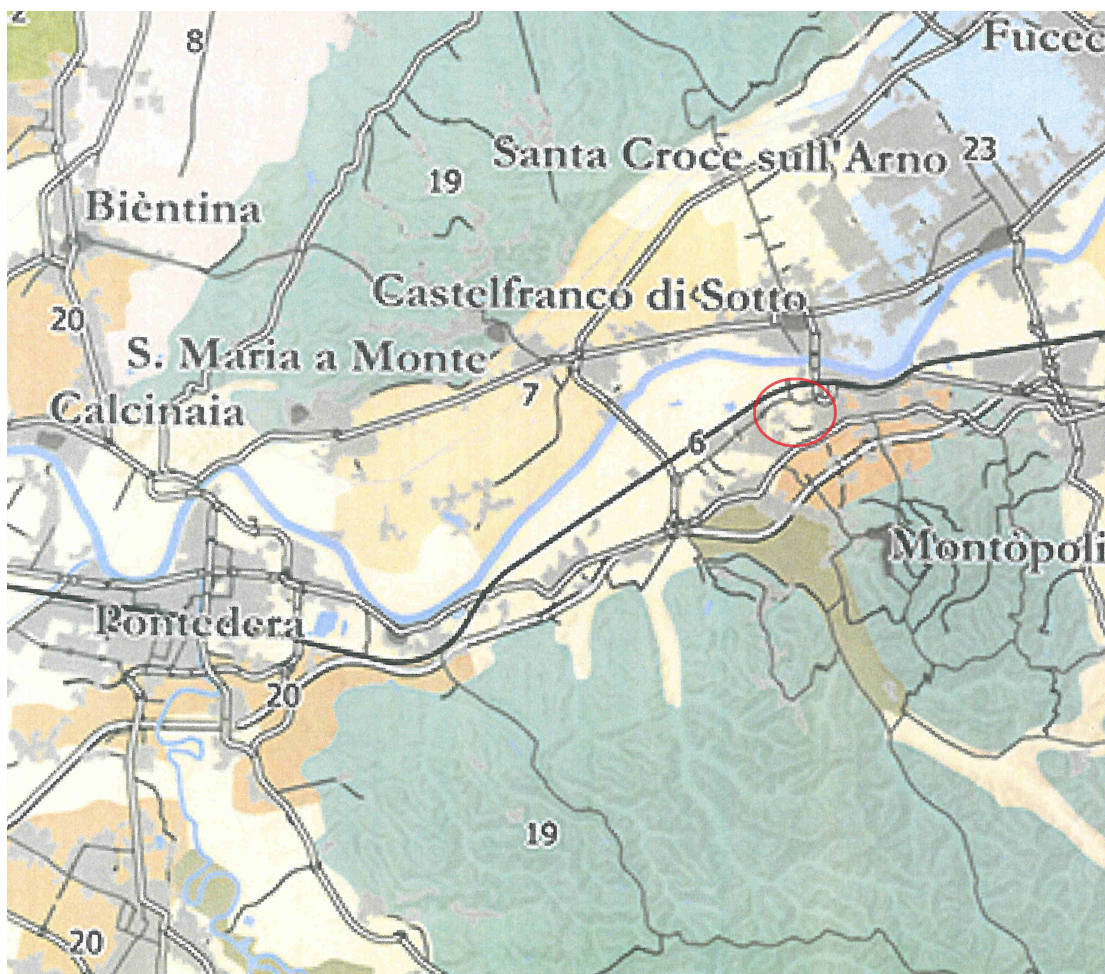 8
Fucec
Santa Croce sull'Arno
23
19
Bièntina
Castelfranco di Sotto
20
S. Maria a Monte
7
Calcinaia
6
Montòpoli
Pontedera
20
19
20